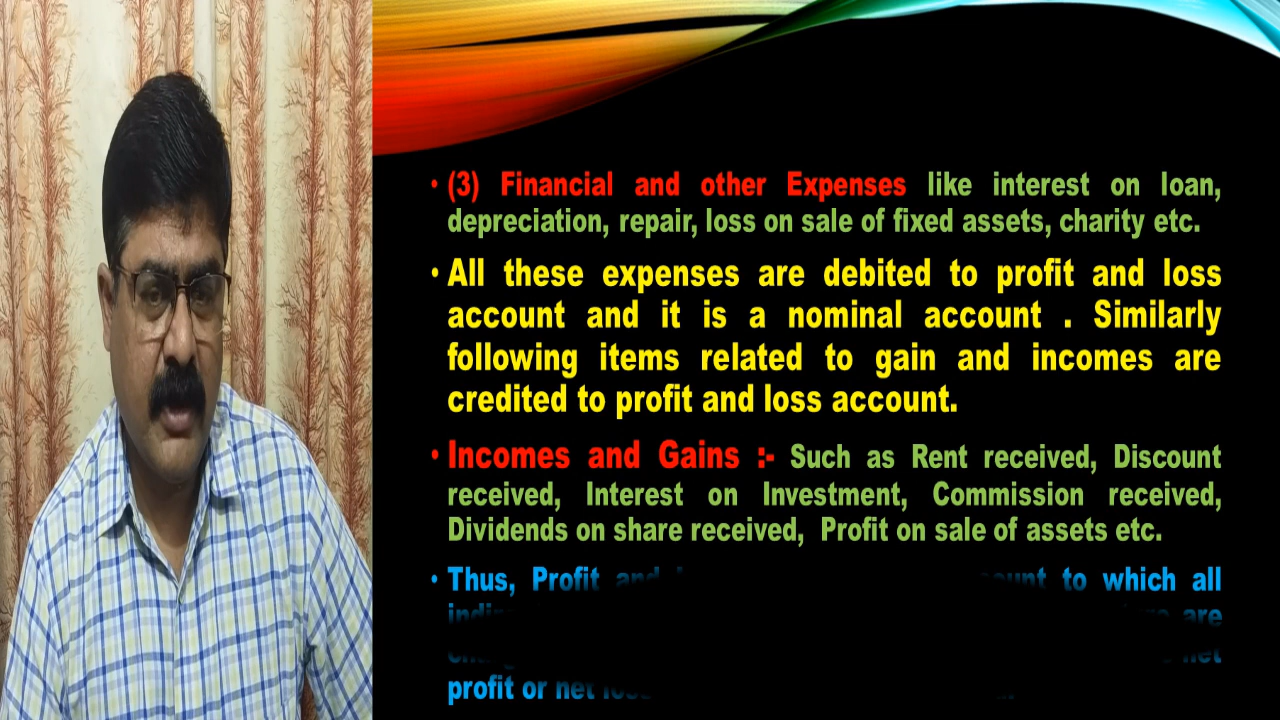 • (3) Financial and other Expenses like interest on loan,
depreciation, repair, loss on sale of fixed assets, charity etc.
• All these expenses are debited to profit and loss
account and it is a nominal account . Similarly
following items related to gain and incomes are
credited to profit and loss account.
• Incomes and Gains :- Such as Rent received, Discount
received, Interest on Investment, Commission received,
Dividends on share received, Profit on sale of assets etc.
• Thus, Profit and to which all
are
net
profit or net